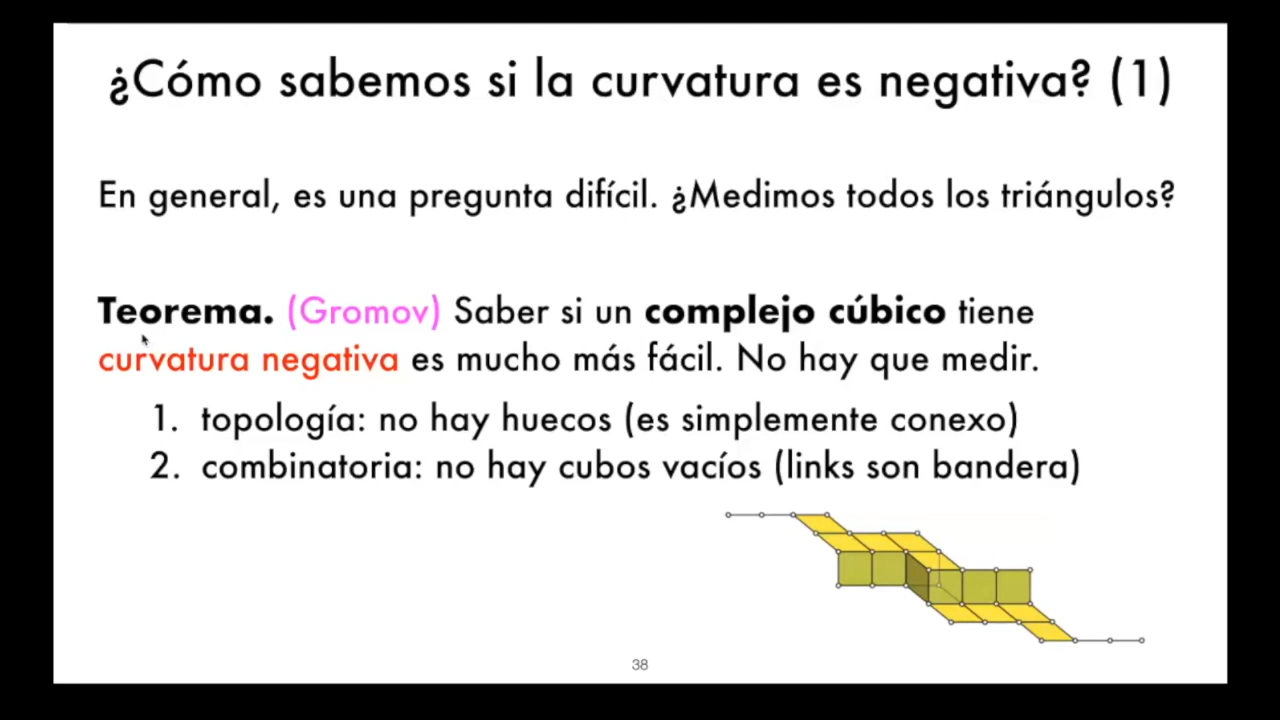 ¿Cómo sabemos si la curvatura es negativa? (1)
En general, es una pregunta difícil. ¿Medimos todos los triángulos?
Teorema. (Gromov) Saber si un complejo cúbico tiene
curvatura negativa es mucho más fácil. No hay que medir.
1. topología: no hay huecos (es simplemente conexo)
2. combinatoria: no hay cubos vacíos (links son bandera)
38